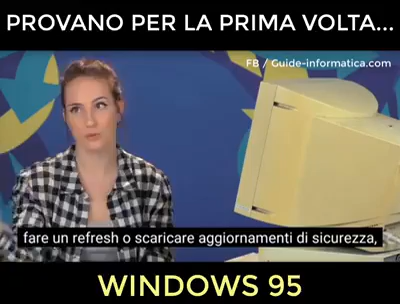 PROVANO PER LA PRIMA VOLTA...
FB / Guide-informatica.com
fare un refresh o scaricare aggiornamenti di sicurezza,
WINDOWS 95